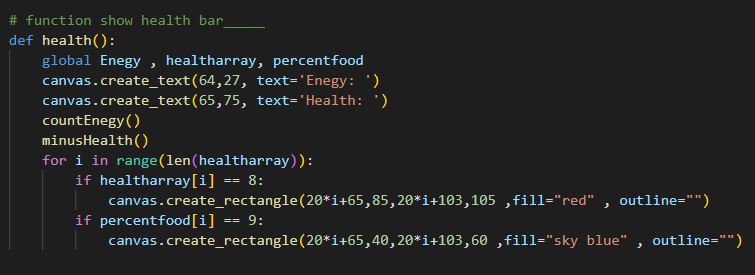 # function show health bar_____
def health():
    global Enegy , healtharray, percentfood
    canvas.create_text(64,27, text='Enegy: ')
    canvas.create_text(65,75, text='Health: ')
    countEnegy()
    minusHealth()
    for i in range(len(healtharray)):
        if healtharray[i] == 8:
            canvas.create_rectangle(20*i+65,85,20*i+103,105 ,fill="red" , outline="")
        if percentfood[i] == 9:
            canvas.create_rectangle(20*i+65,40,20*i+103,60 ,fill="sky blue" , outline="")